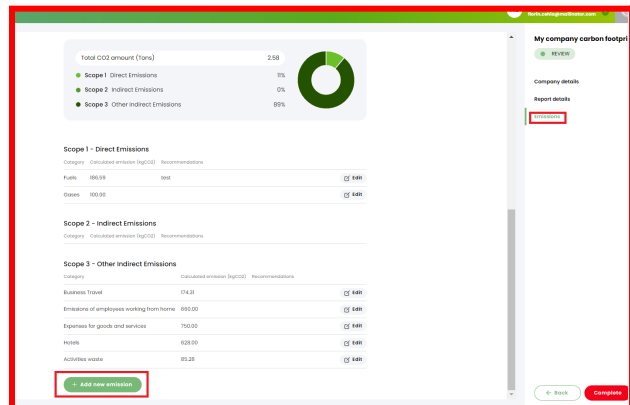 florin.cohlu@mailinator.com
My company carbon footpri
REVIEW
Company details
Report details
Emissions
Total CO2 amount (Tons) 2.58
Scope 1 Direct Emissions 11%
Scope 2 Indirect Emissions 0%
Scope 3 Other Indirect Emissions 89%
Scope 1 - Direct Emissions
Category Calculated emission (kgCO2) Recommendations
Fuels 186.59 test Edit
Gases 100.00 Edit
Scope 2 - Indirect Emissions
Category Calculated emission (kgCO2) Recommendations
Scope 3 - Other Indirect Emissions
Category Calculated emission (kgCO2) Recommendations
Business Travel 174.31 Edit
Emissions of employees working from home 660.00 Edit
Expenses for goods and services 750.00 Edit
Hotels 628.00 Edit
Activities waste 85.28 Edit
+ Add new emission
← Back Complete